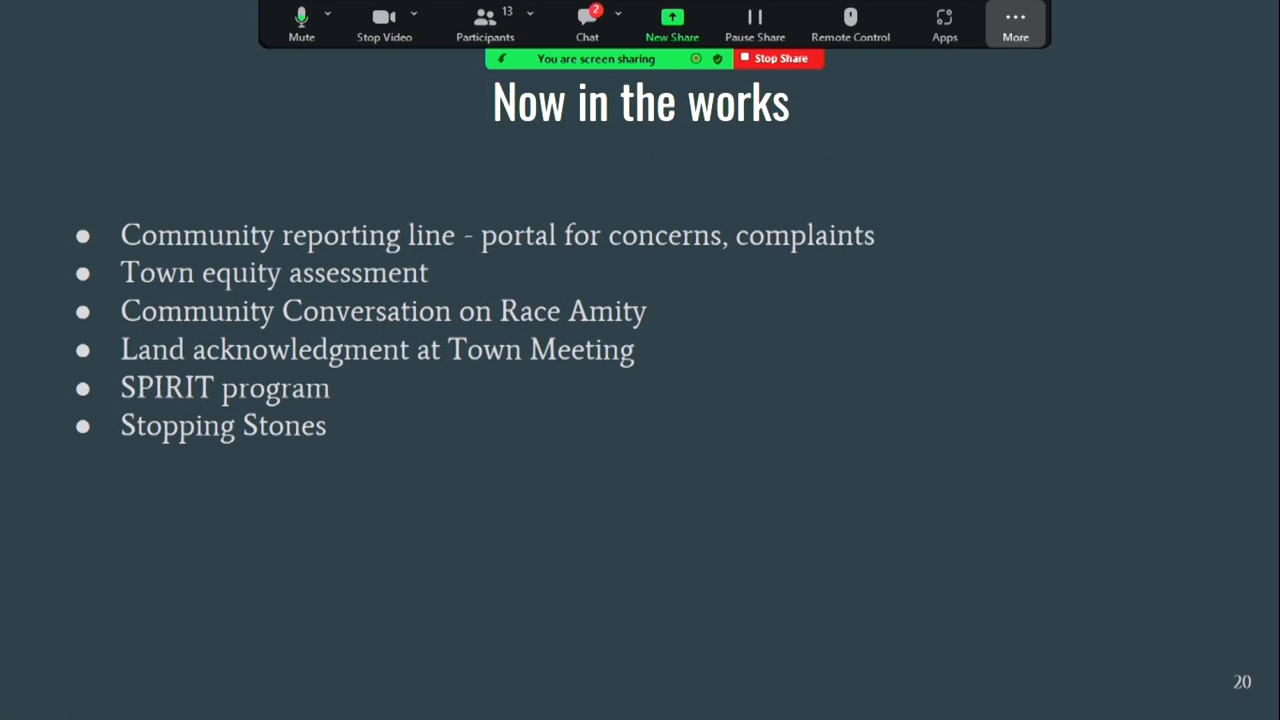 13
2
Mute
Stop Video
Participants
Chat
New Share
Pause Share
Remote Control
Apps
More
You are screen sharing
Stop Share
Now in the works
● Community reporting line - portal for concerns, complaints
● Town equity assessment
● Community Conversation on Race Amity
● Land acknowledgment at Town Meeting
● SPIRIT program
● Stopping Stones
20